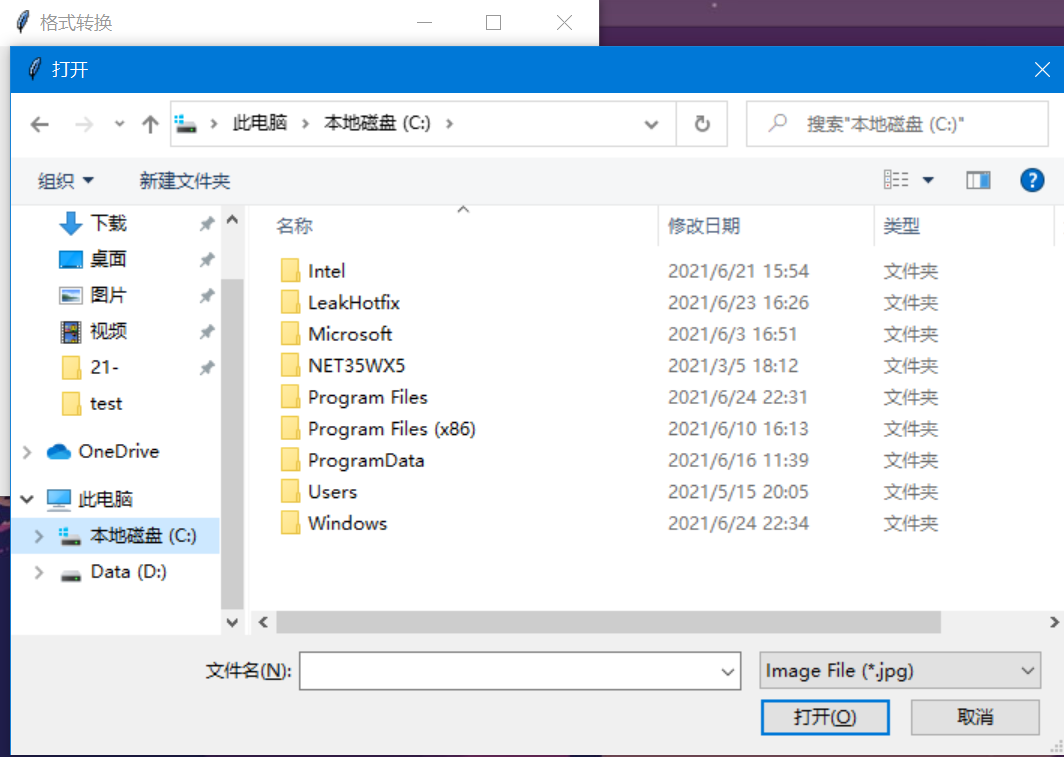 格式转换
打开
此电脑 本地磁盘 (C:)
搜索"本地磁盘 (C:)"
组织 新建文件夹
下载
桌面
图片
视频
21-
test
OneDrive
此电脑
本地磁盘 (C:)
Data (D:)
名称 修改日期 类型
Intel 2021/6/21 15:54 文件夹
LeakHotfix 2021/6/23 16:26 文件夹
Microsoft 2021/6/3 16:51 文件夹
NET35WX5 2021/3/5 18:12 文件夹
Program Files 2021/6/24 22:31 文件夹
Program Files (x86) 2021/6/10 16:13 文件夹
ProgramData 2021/6/16 11:39 文件夹
Users 2021/5/15 20:05 文件夹
Windows 2021/6/24 22:34 文件夹
文件名(N): Image File (*.jpg)
打开(O) 取消